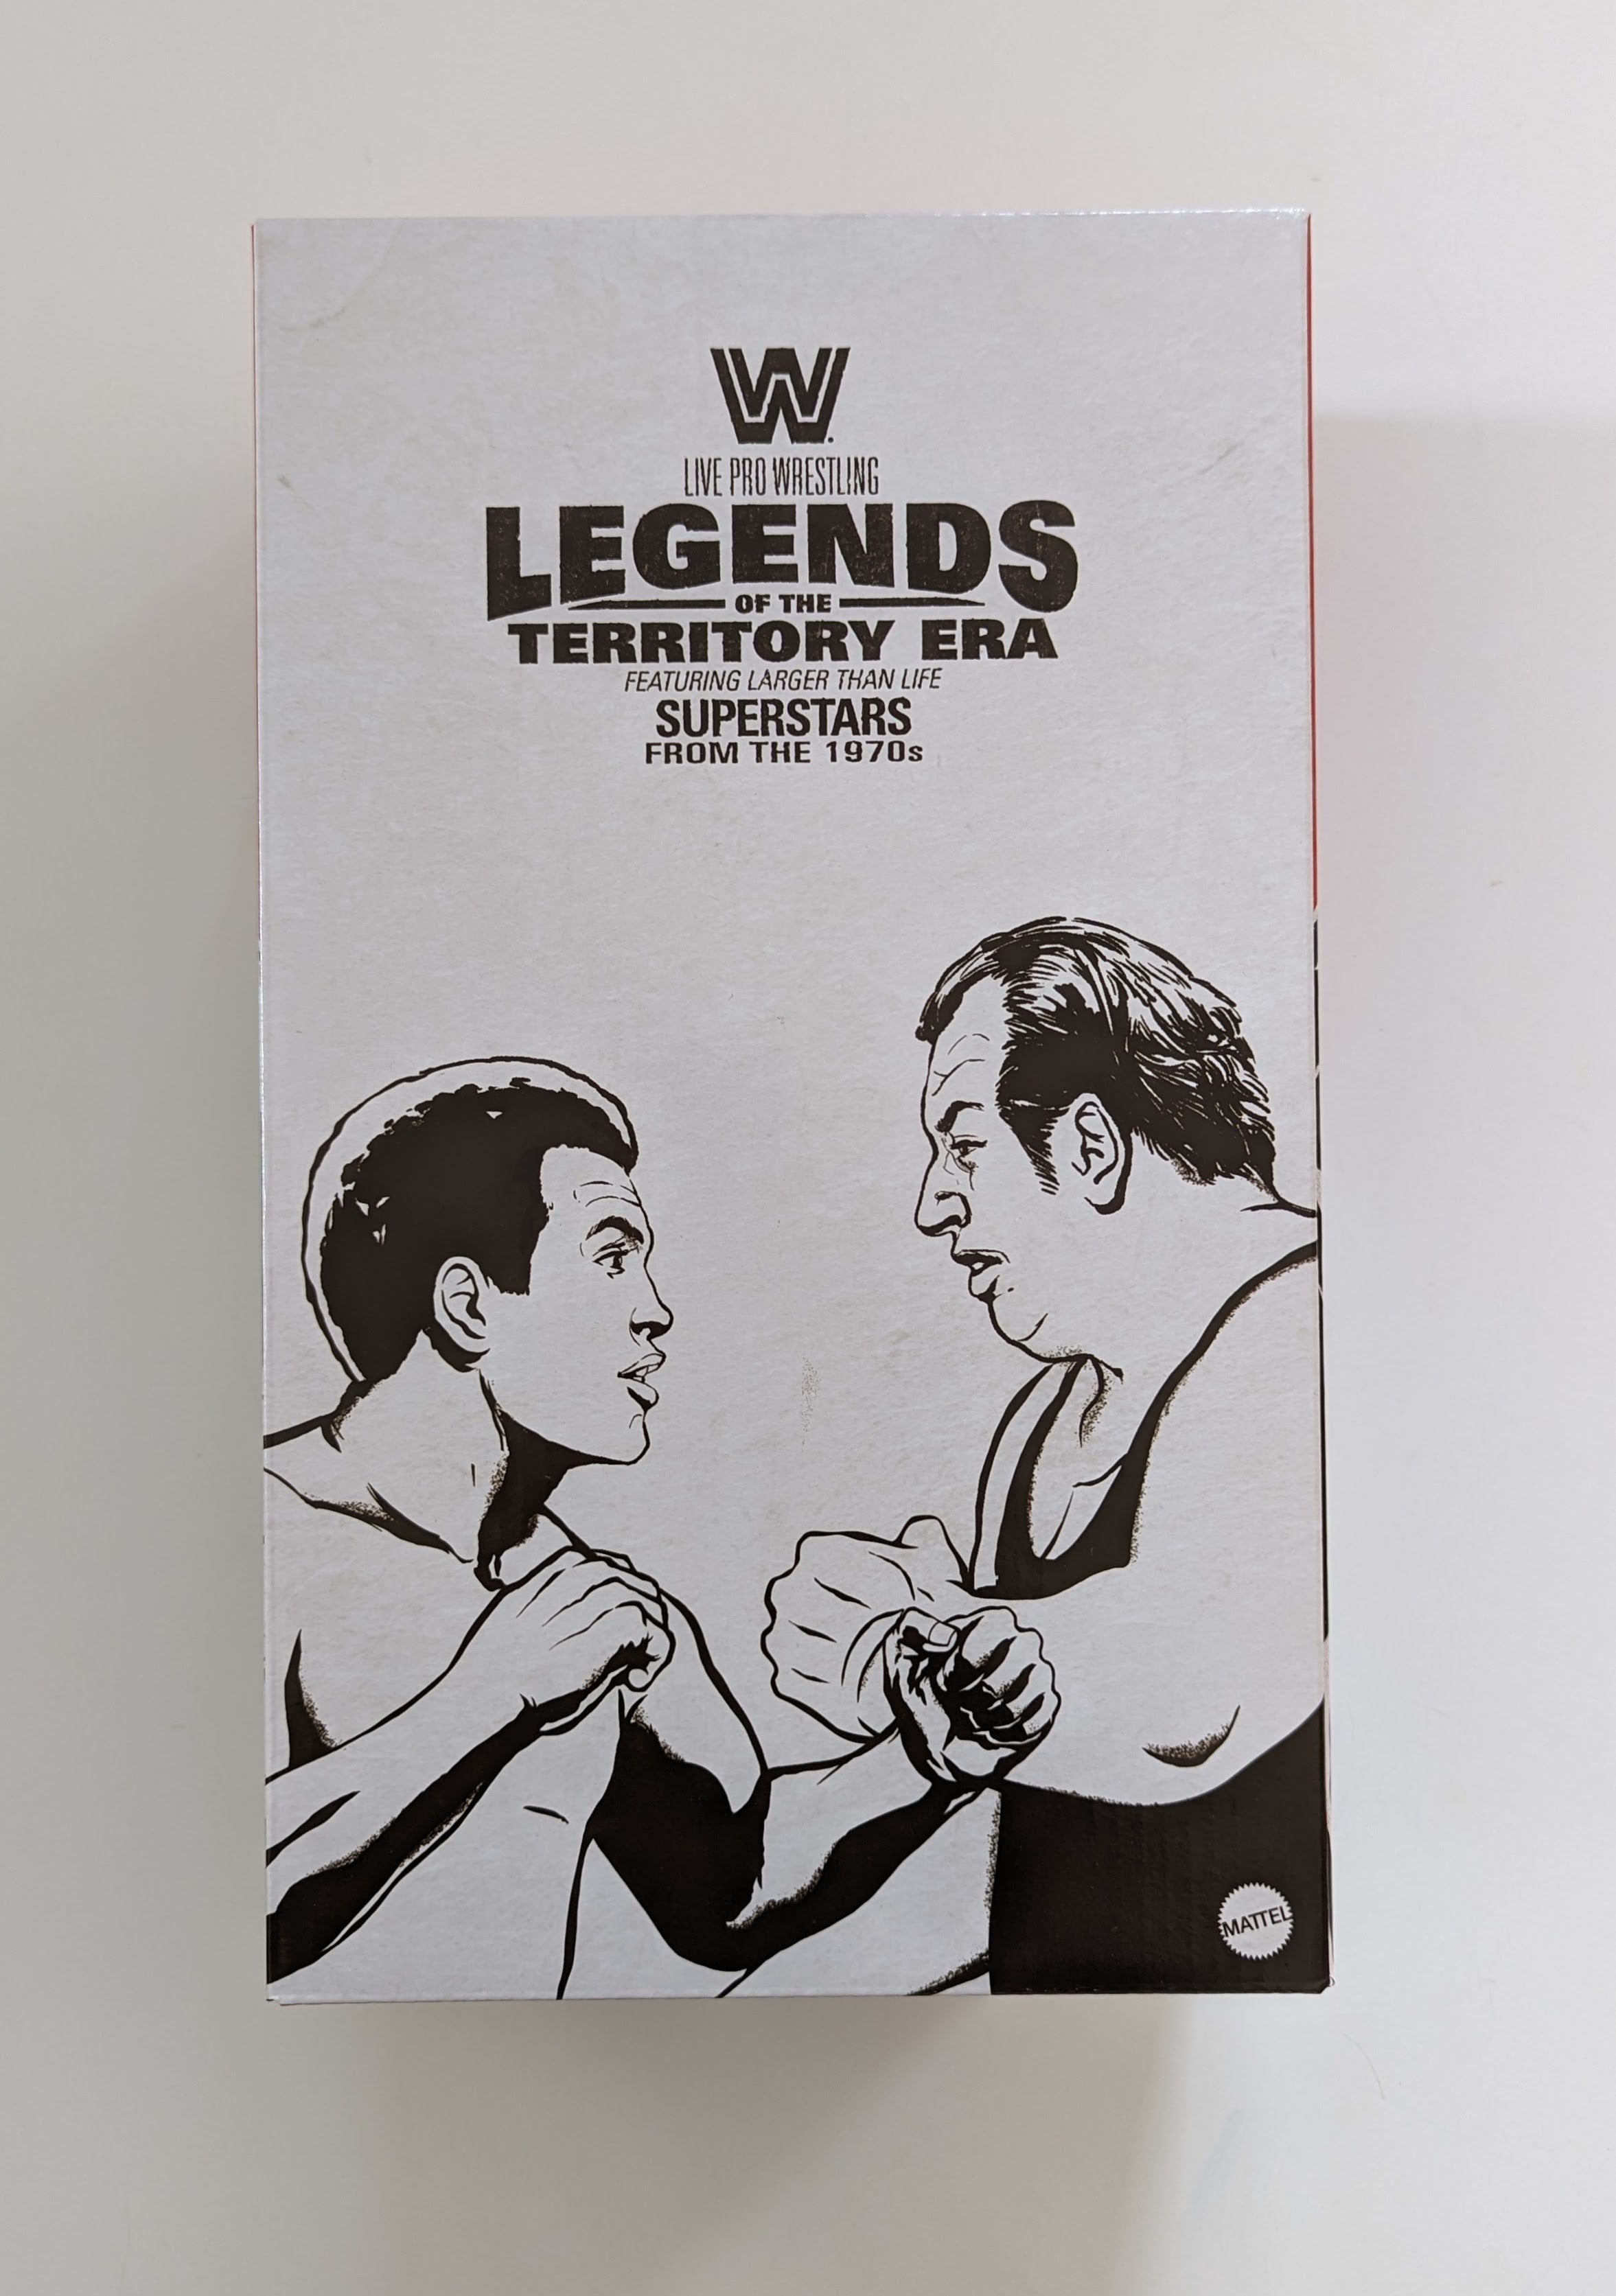 W
LIVE PRO WRESTLING
LEGENDS
OF THE
TERRITORY ERA
FEATURING LARGER THAN LIFE
SUPERSTARS
FROM THE 1970s
MATTEL